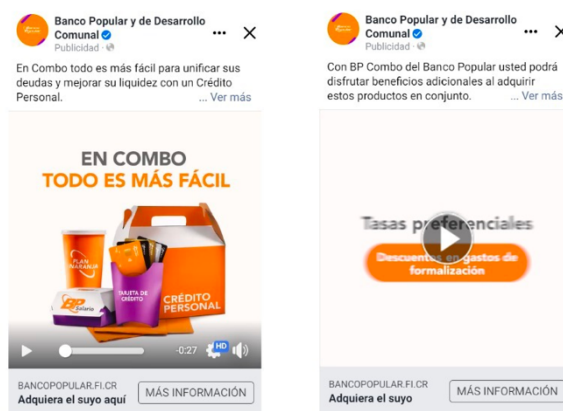 Banco Popular y de Desarrollo
Comunal
Publicidad ·
En Combo todo es más fácil para unificar sus
deudas y mejorar su liquidez con un Crédito
Personal.
... Ver más
EN COMBO
TODO ES MÁS FÁCIL
PLAN
NARANJA
TARJETA DE
CRÉDITO
BP
Salario
CRÉDITO
PERSONAL
-0:27
HD
BANCOPOPULAR.FI.CR
Adquiera el suyo aquí
MÁS INFORMACIÓN
Banco Popular y de Desarrollo
Comunal
Publicidad ·
Con BP Combo del Banco Popular usted podrá
disfrutar beneficios adicionales al adquirir
estos productos en conjunto.
... Ver más
Tasas preferenciales
Descuentos en gastos de
formalización
BANCOPOPULAR.FI.CR
Adquiera el suyo
MÁS INFORMACIÓN